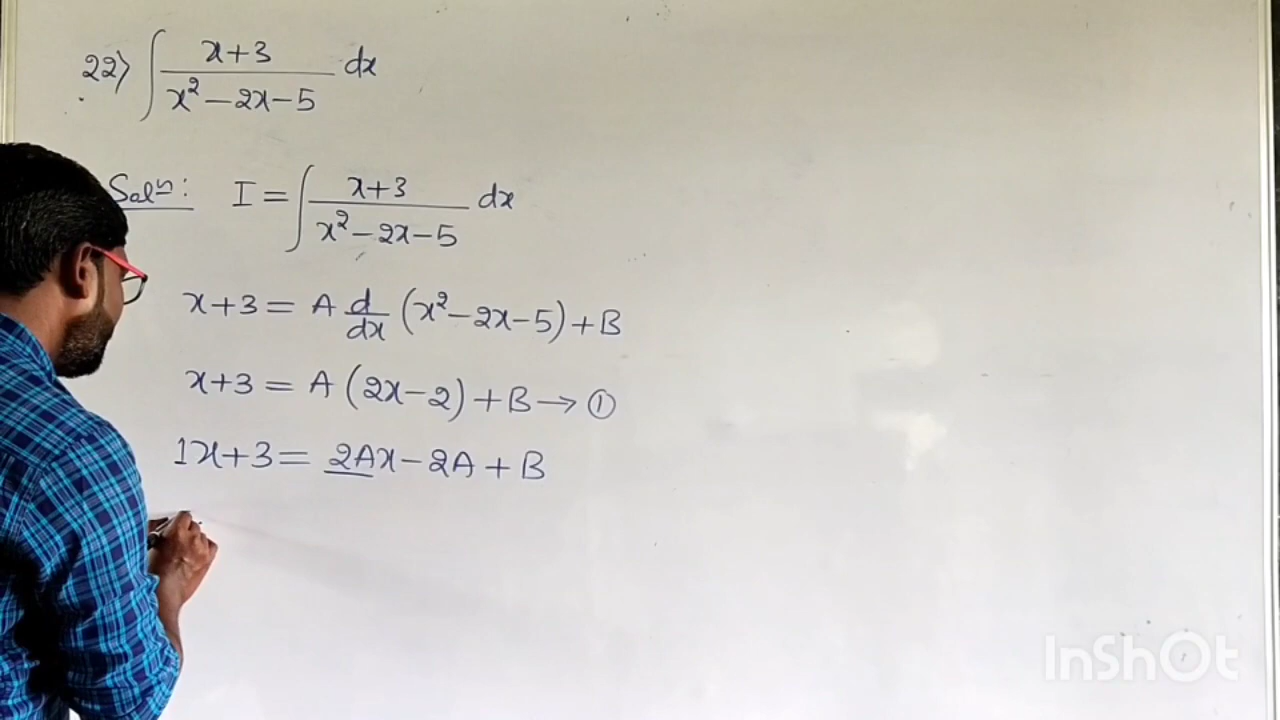 22) ∫ x+3 / x² - 2x - 5 dx
Solⁿ: I = ∫ x+3 / x² - 2x - 5 dx
x+3 = A d/dx (x² - 2x - 5) + B
x+3 = A (2x - 2) + B → ①
1x+3 = 2Ax - 2A + B
InShOt